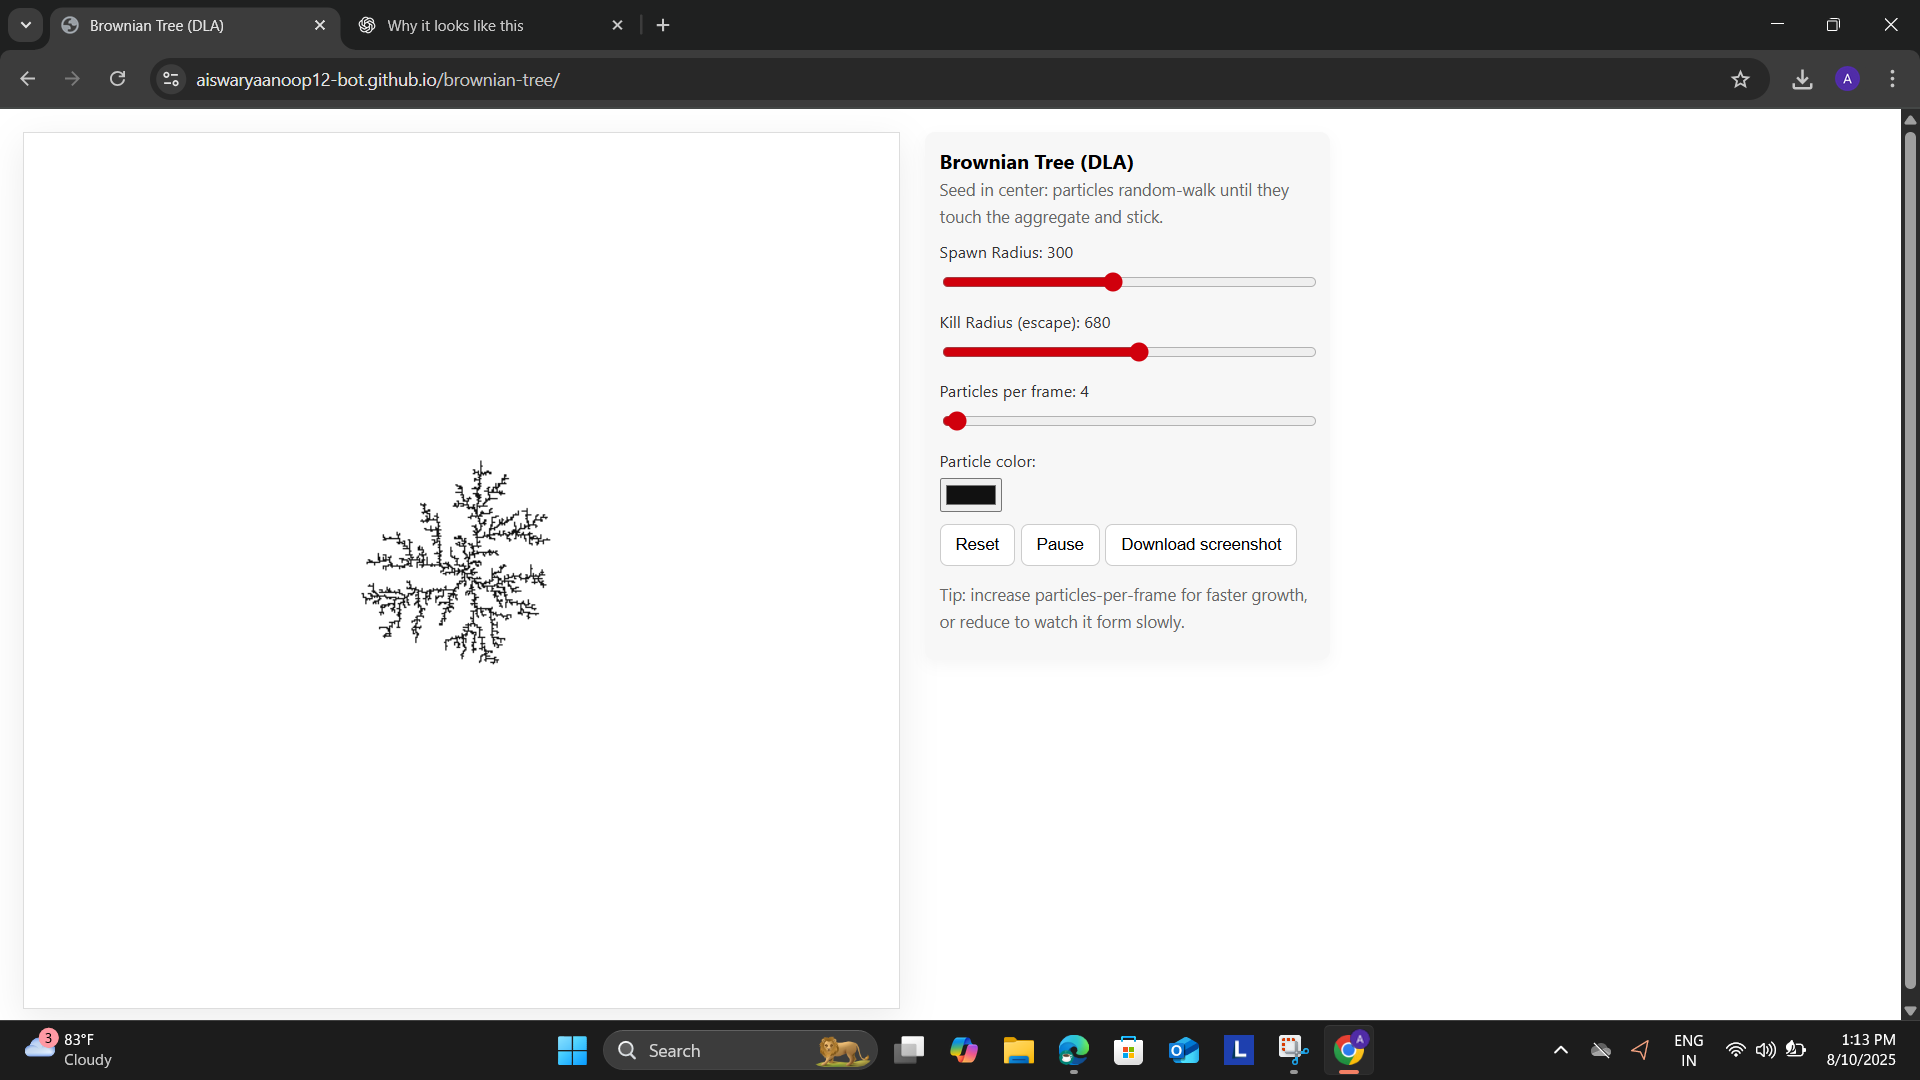 Brownian Tree (DLA)
Why it looks like this
aiswaryaanoop12-bot.github.io/brownian-tree/
A
Brownian Tree (DLA)
Seed in center: particles random-walk until they
touch the aggregate and stick.
Spawn Radius: 300
Kill Radius (escape): 680
Particles per frame: 4
Particle color:
Reset
Pause
Download screenshot
Tip: increase particles-per-frame for faster growth,
or reduce to watch it form slowly.
3
83°F
Cloudy
Search
L
A
ENG
IN
1:13 PM
8/10/2025